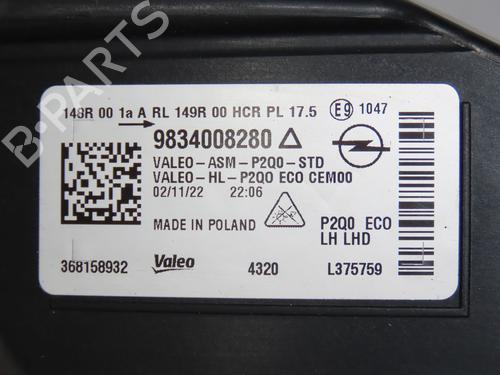 148R 00 1a A RL 149R 00 HCR PL 17.5 E9 1047
9834008280
VALEO-ASM-P2Q0-STD
VALEO-HL-P2Q0 ECO CEM00
02/11/22 22:06
MADE IN POLAND
P2Q0 ECO
LH LHD
368158932 Valeo 4320 L375759
B-PARTS